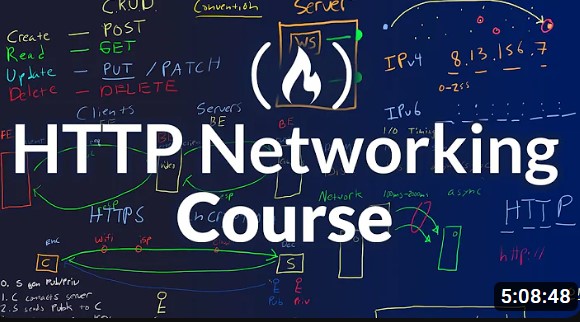 CRUD
Convention
Server
Create — POST
Read — GET
Update — PUT / PATCH
Delete — DELETE
WS
IPv4 8.13.156.7
0-255
IPv6
Clients
FE
Servers
BE
BE
I/O Timing
HTTP Networking
Course
Network
async
HTTPS
HTTP
http://
Enc
wifi
isp
Dec
C
S
Pub Priv
0. S gen Pub/Priv
1. C contacts server
2. S sends Pubk to C
5:08:48